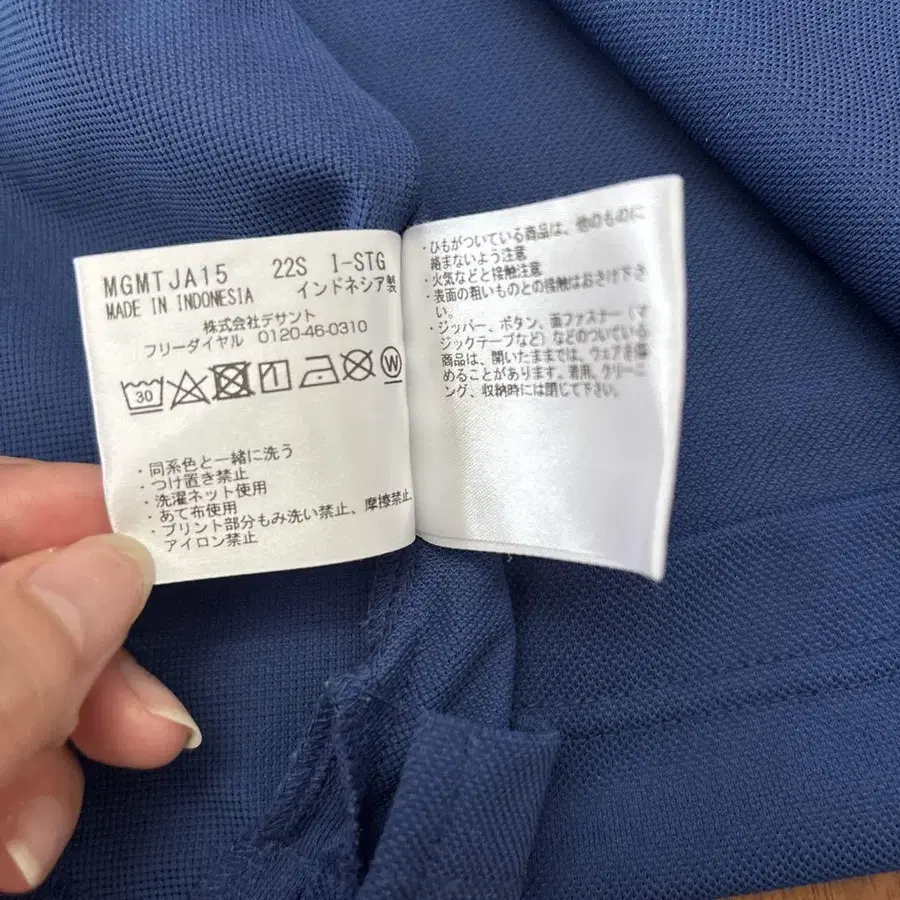 MGMTJA15 22S I-STG
MADE IN INDONESIA インドネシア製
株式会社デサント
フリーダイヤル 0120-46-0310
30
W
・同系色と一緒に洗う
・つけ置き禁止
・洗濯ネット使用
・あて布使用
・プリント部分もみ洗い禁止、摩擦禁止、
アイロン禁止
・ひもがついている商品は、他のものに
絡まないよう注意
・火気などと接触注意
・表面の粗いものとの接触はおさけ下さ
い。
・ジッパー、ボタン、面ファスナー（マ
ジックテープなど）などのついている
商品は、開いたままでは、ウェアを傷
めることがあります。着用、クリーニ
ング、収納時には閉じて下さい。